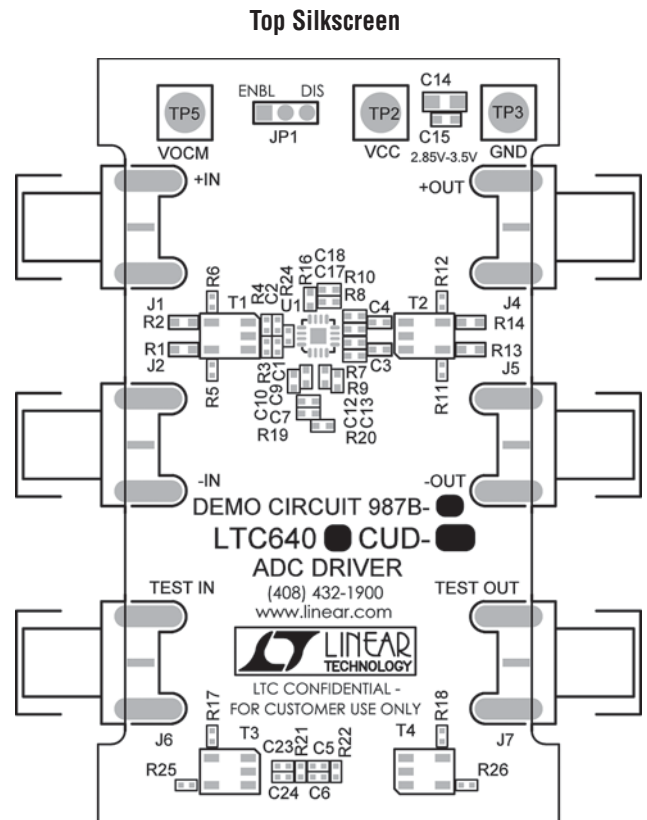 Top Silkscreen
ENBL DIS
C14
TP5
TP2
TP3
JP1
C15
VOCM
VCC
2.85V-3.5V
GND
+IN
+OUT
C18
C17
R16
R24
R10
R8
R6
R4
C2
U1
R12
J1
T1
C4
T2
J4
R2
R14
R1
R13
J2
R5
R3
C1
C3
R11
J5
R7
R9
C10
C9
C7
C12
C13
R19
R20
-IN
-OUT
DEMO CIRCUIT 987B-
LTC640 CUD-
ADC DRIVER
TEST IN
TEST OUT
(408) 432-1900
www.linear.com
LT LINEAR
TECHNOLOGY
LTC CONFIDENTIAL -
FOR CUSTOMER USE ONLY
R17
R18
J6
T3
T4
J7
C23
R21
C5
R22
R25
R26
C24
C6